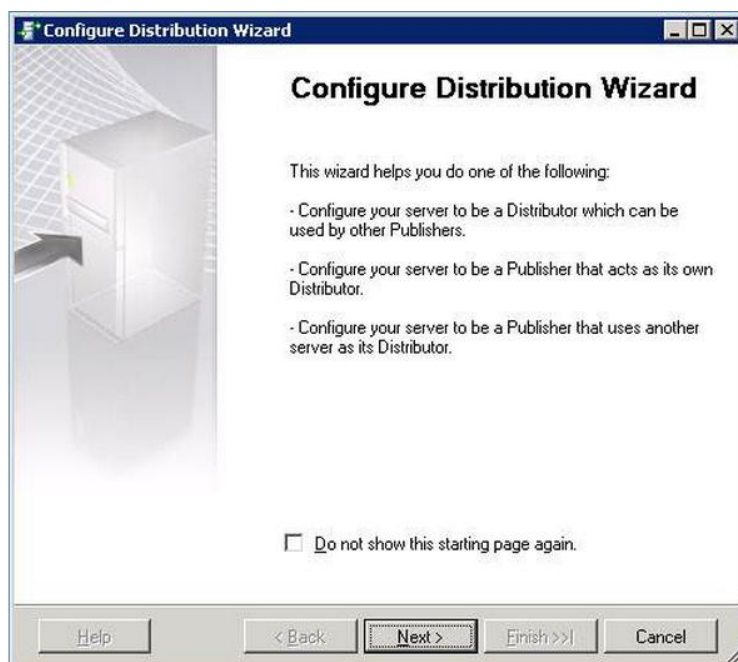 Configure Distribution Wizard
Configure Distribution Wizard
This wizard helps you do one of the following:
- Configure your server to be a Distributor which can be
used by other Publishers.
- Configure your server to be a Publisher that acts as its own
Distributor.
- Configure your server to be a Publisher that uses another
server as its Distributor.
Do not show this starting page again.
Help < Back Next > Finish >>| Cancel